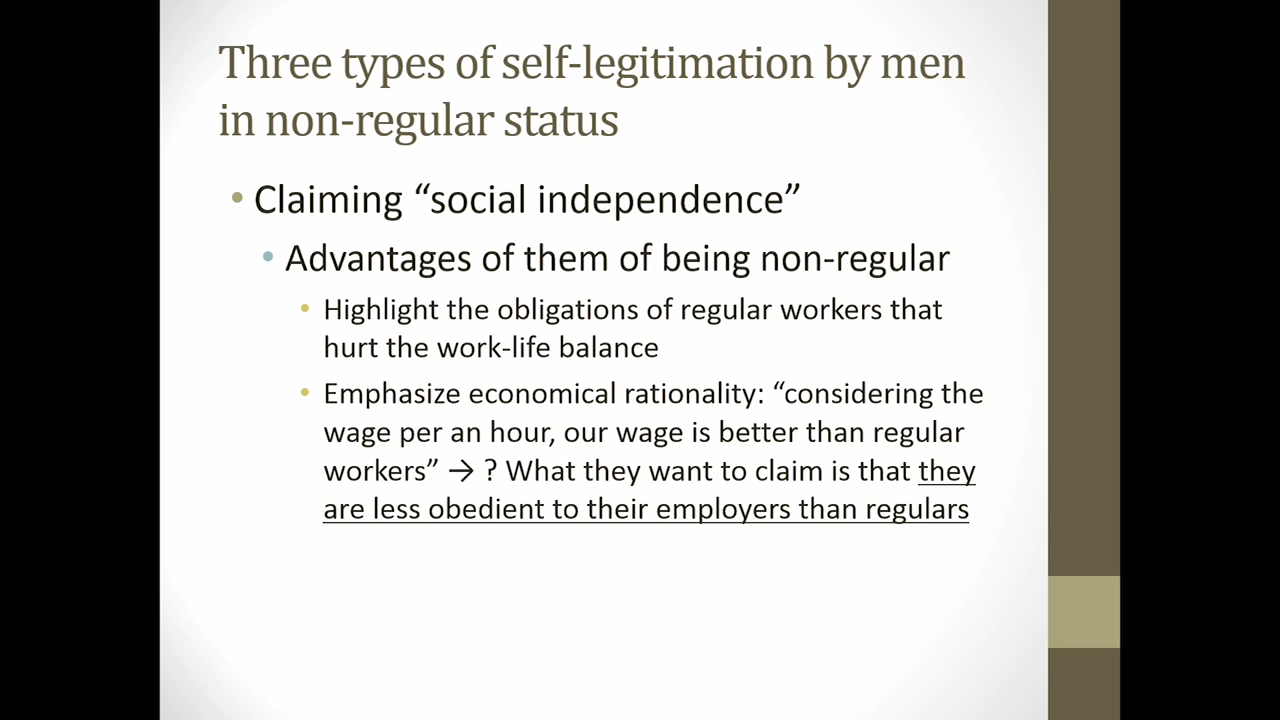 Three types of self-legitimation by men
in non-regular status
• Claiming “social independence”
• Advantages of them of being non-regular
• Highlight the obligations of regular workers that
hurt the work-life balance
• Emphasize economical rationality: “considering the
wage per an hour, our wage is better than regular
workers” → ? What they want to claim is that they
are less obedient to their employers than regulars